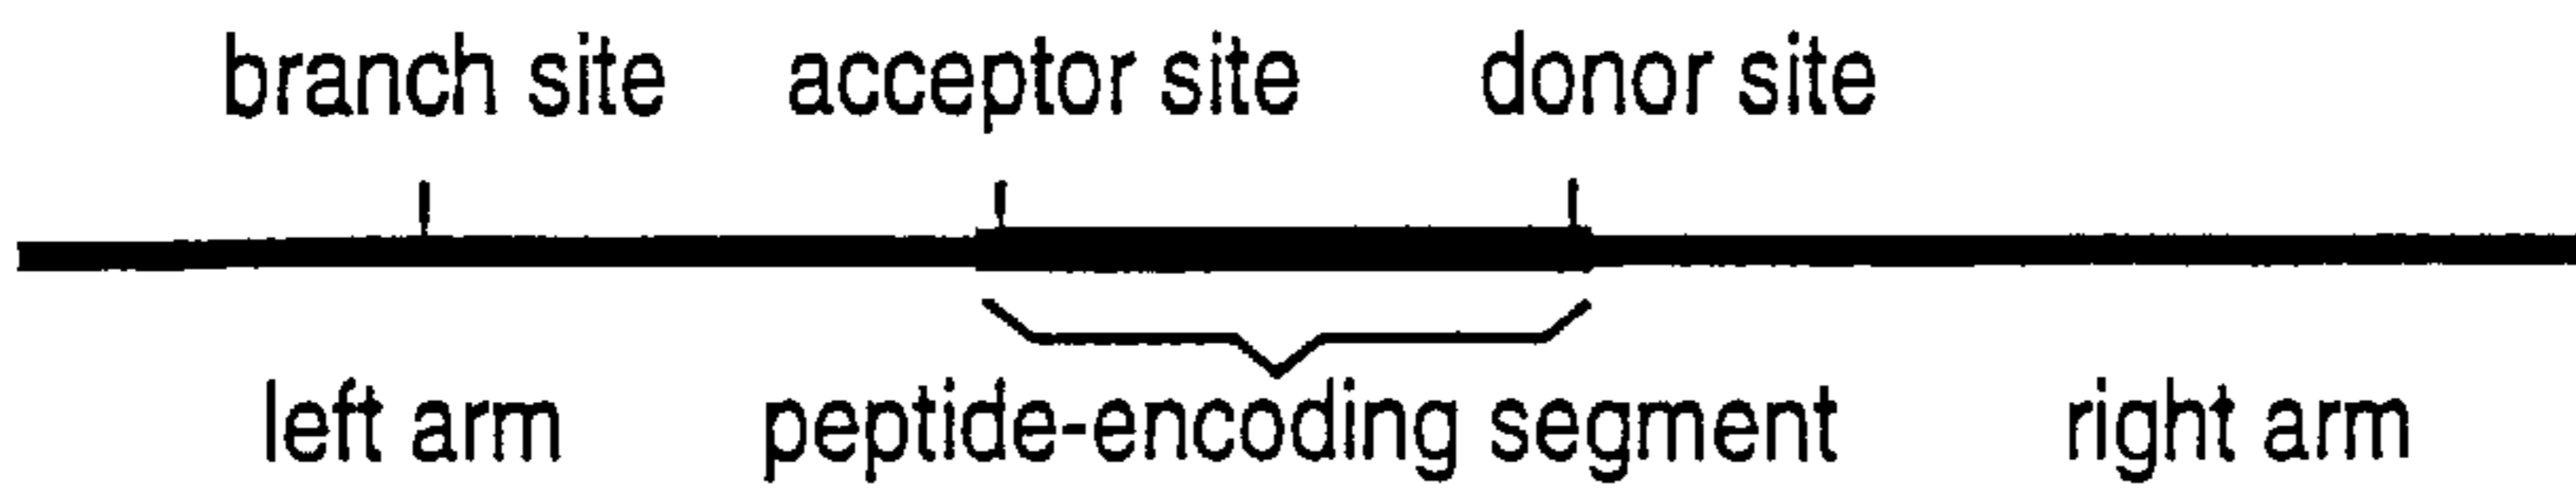 branch site acceptor site donor site
left arm peptide-encoding segment right arm